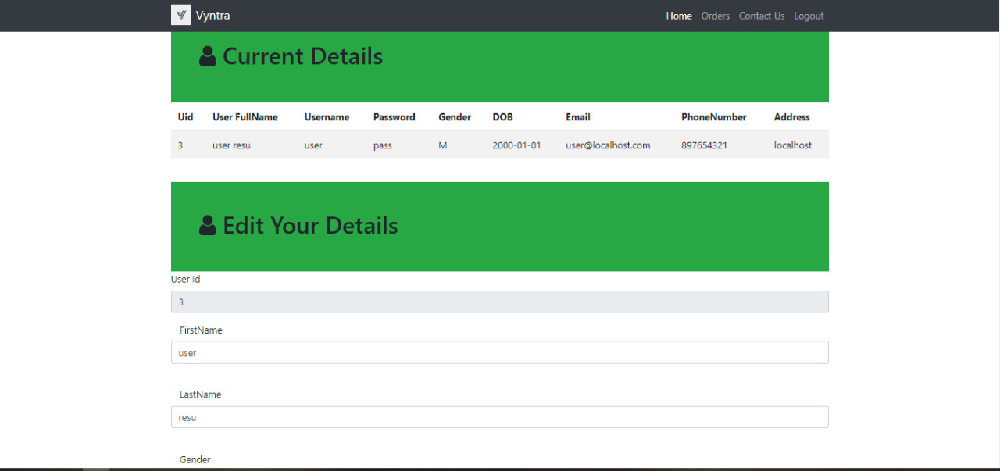 Vyntra Home Orders Contact Us Logout
Current Details
Uid User FullName Username Password Gender DOB Email PhoneNumber Address
3 user resu user pass M 2000-01-01 user@localhost.com 897654321 localhost
Edit Your Details
User Id
3
FirstName
user
LastName
resu
Gender